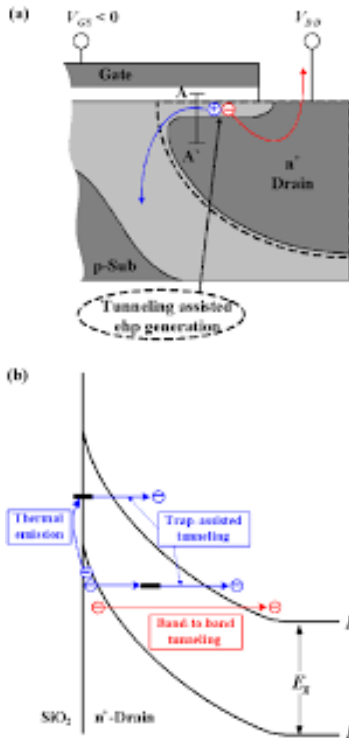 (a)
V_GS < 0
V_DD
Gate
A
A'
n⁺
Drain
p-Sub
Tunneling assisted
ehp generation
(b)
Thermal
emission
Trap-assisted
tunneling
Band to band
tunneling
E_g
SiO₂
n⁺-Drain